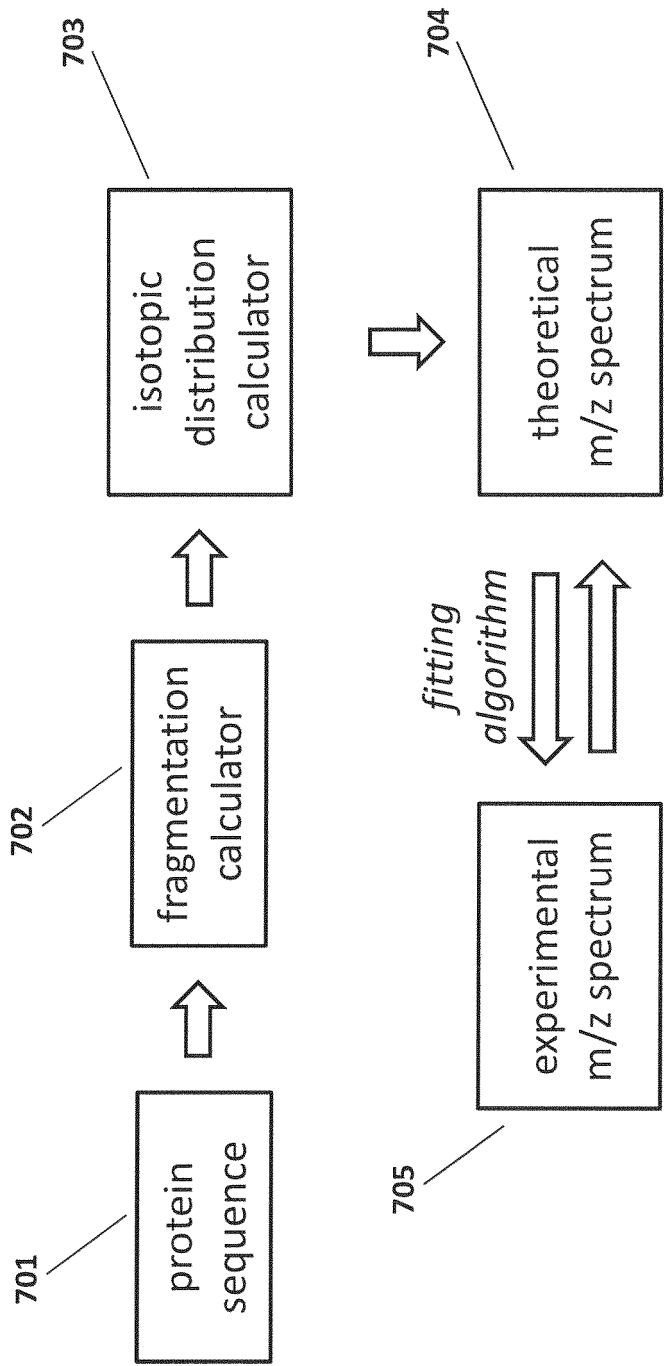 701
protein
sequence
702
fragmentation
calculator
703
isotopic
distribution
calculator
704
theoretical
m/z spectrum
fitting
algorithm
705
experimental
m/z spectrum